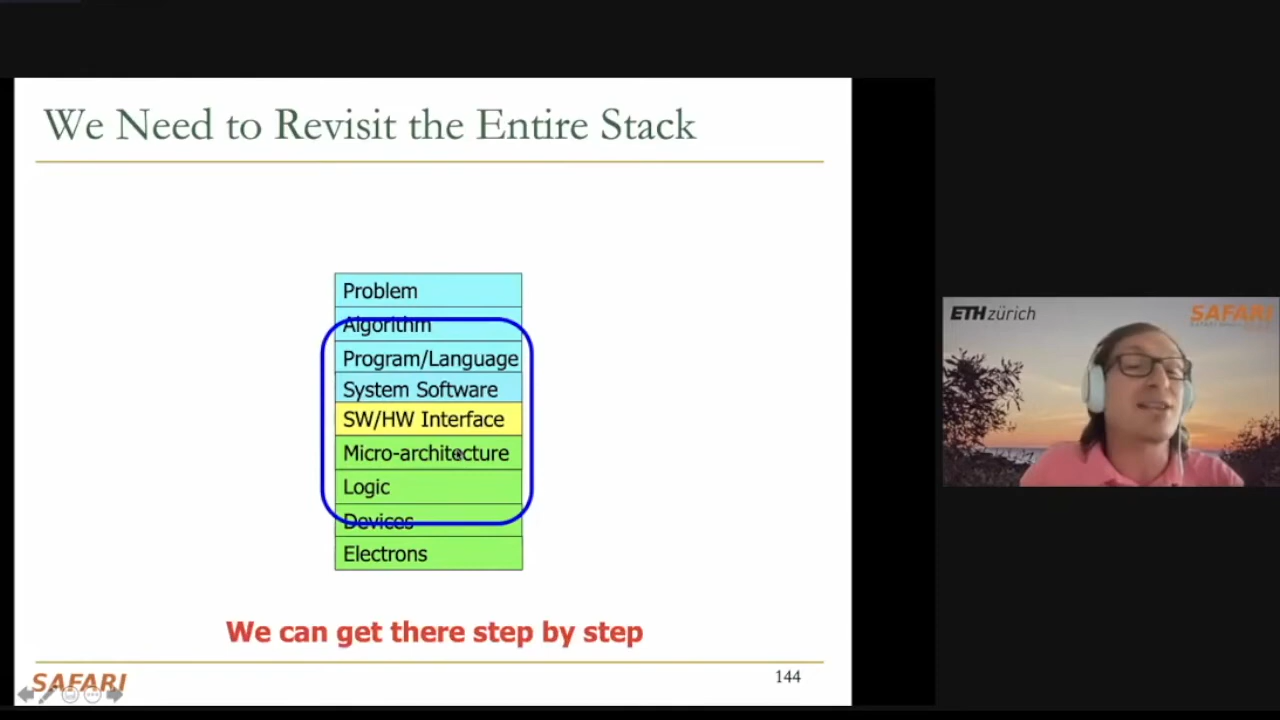 We Need to Revisit the Entire Stack
Problem
Algorithm
Program/Language
System Software
SW/HW Interface
Micro-architecture
Logic
Devices
Electrons
We can get there step by step
SAFARI
144
ETH zürich
SAFARI